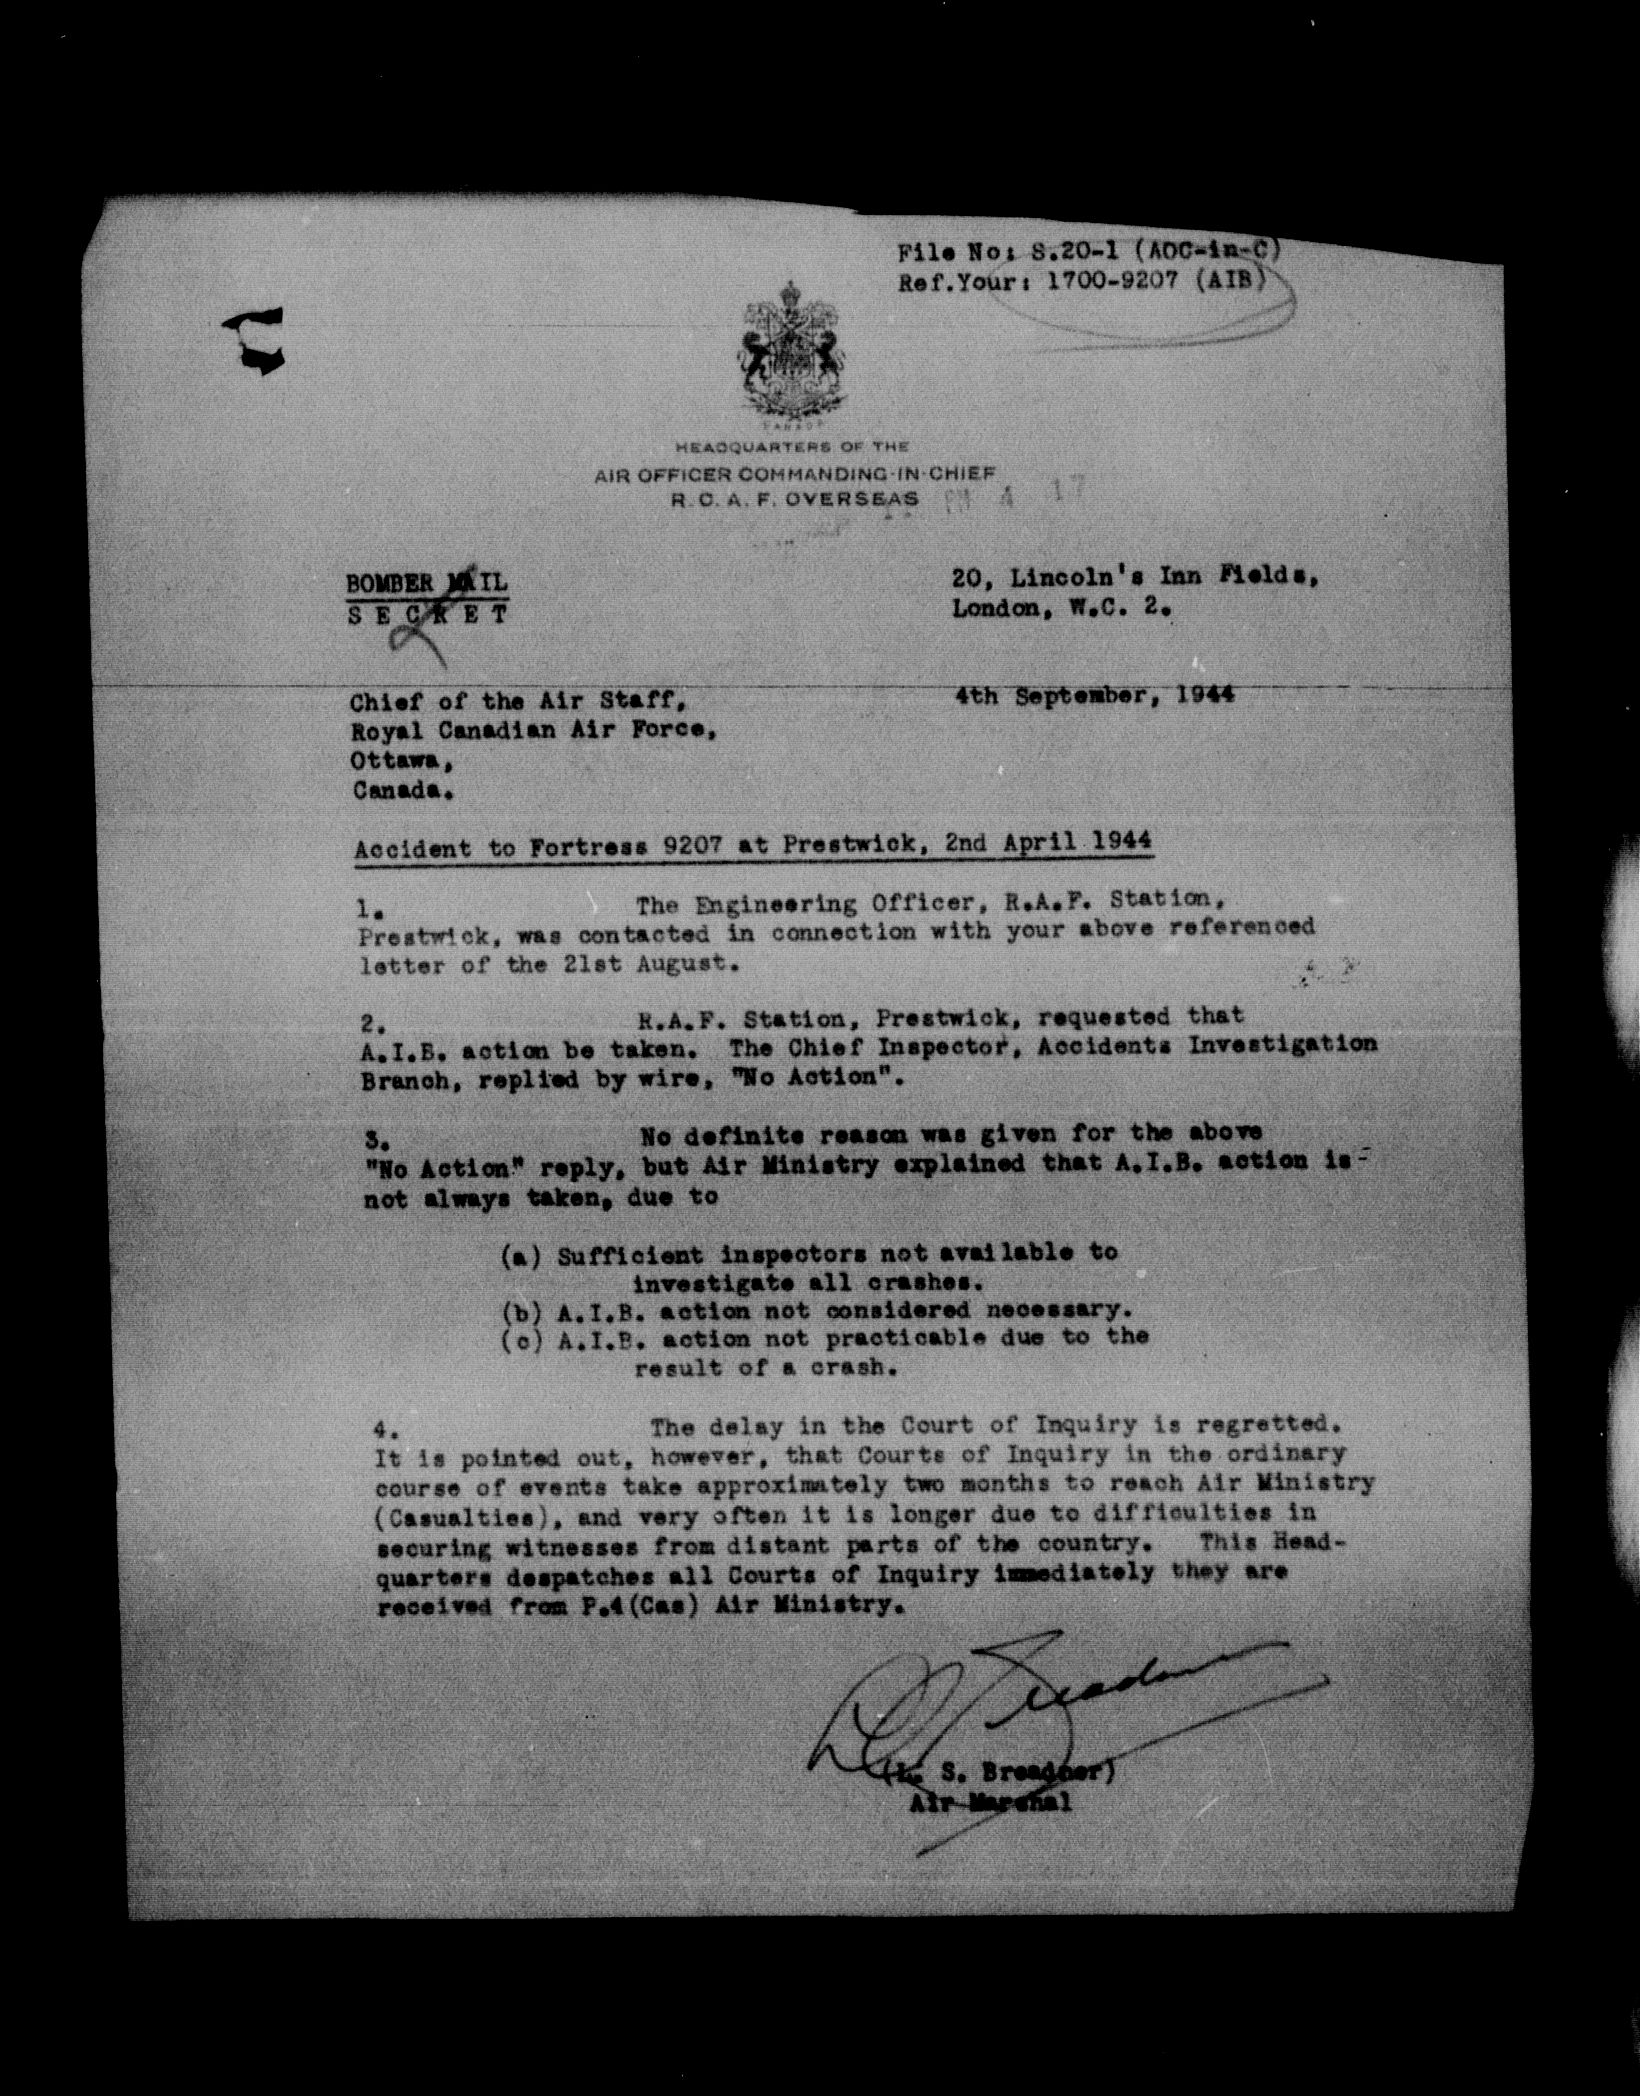 File No: S.20-1 (AOC-in-C)
Ref.Your: 1700-9207 (AIB)
CANADA
HEADQUARTERS OF THE
AIR OFFICER COMMANDING-IN-CHIEF
R.C.A.F. OVERSEAS
PM 4 17
BOMBER MAIL
S E C R E T
20, Lincoln's Inn Fields,
London, W.C. 2.
4th September, 1944
Chief of the Air Staff,
Royal Canadian Air Force,
Ottawa,
Canada.
Accident to Fortress 9207 at Prestwick, 2nd April 1944
1. The Engineering Officer, R.A.F. Station,
Prestwick, was contacted in connection with your above referenced
letter of the 21st August.
2. R.A.F. Station, Prestwick, requested that
A.I.B. action be taken. The Chief Inspector, Accidents Investigation
Branch, replied by wire, "No Action".
3. No definite reason was given for the above
"No Action" reply, but Air Ministry explained that A.I.B. action is-
not always taken, due to
(a) Sufficient inspectors not available to
investigate all crashes.
(b) A.I.B. action not considered necessary.
(c) A.I.B. action not practicable due to the
result of a crash.
4. The delay in the Court of Inquiry is regretted.
It is pointed out, however, that Courts of Inquiry in the ordinary
course of events take approximately two months to reach Air Ministry
(Casualties), and very often it is longer due to difficulties in
securing witnesses from distant parts of the country. This Head-
quarters despatches all Courts of Inquiry immediately they are
received from P.4(Cas) Air Ministry.
L S Breadner
(L. S. Breadner)
Air Marshal